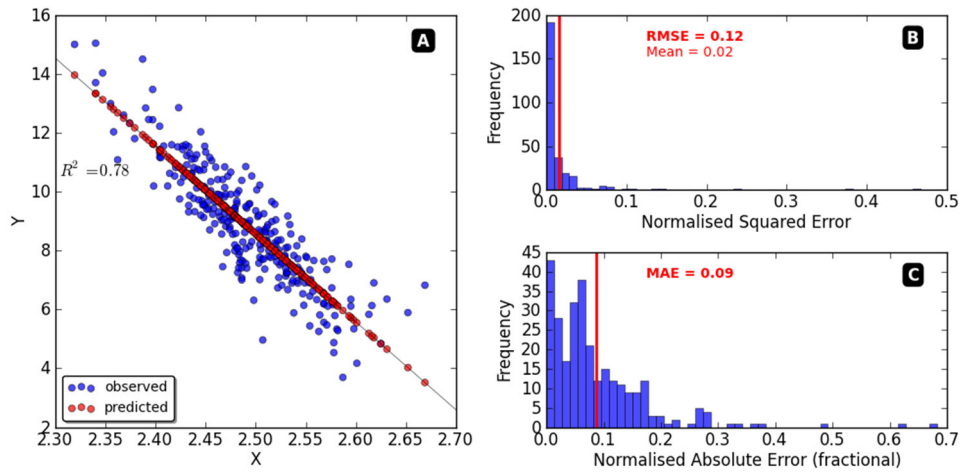 16
14
12
10
8
6
4
2
Y
A
R² =0.78
observed
predicted
2.30 2.35 2.40 2.45 2.50 2.55 2.60 2.65 2.70
X
200
150
100
50
0
Frequency
RMSE = 0.12
Mean = 0.02
B
0.0 0.1 0.2 0.3 0.4 0.5
Normalised Squared Error
45
40
35
30
25
20
15
10
5
0
Frequency
MAE = 0.09
C
0.0 0.1 0.2 0.3 0.4 0.5 0.6 0.7
Normalised Absolute Error (fractional)